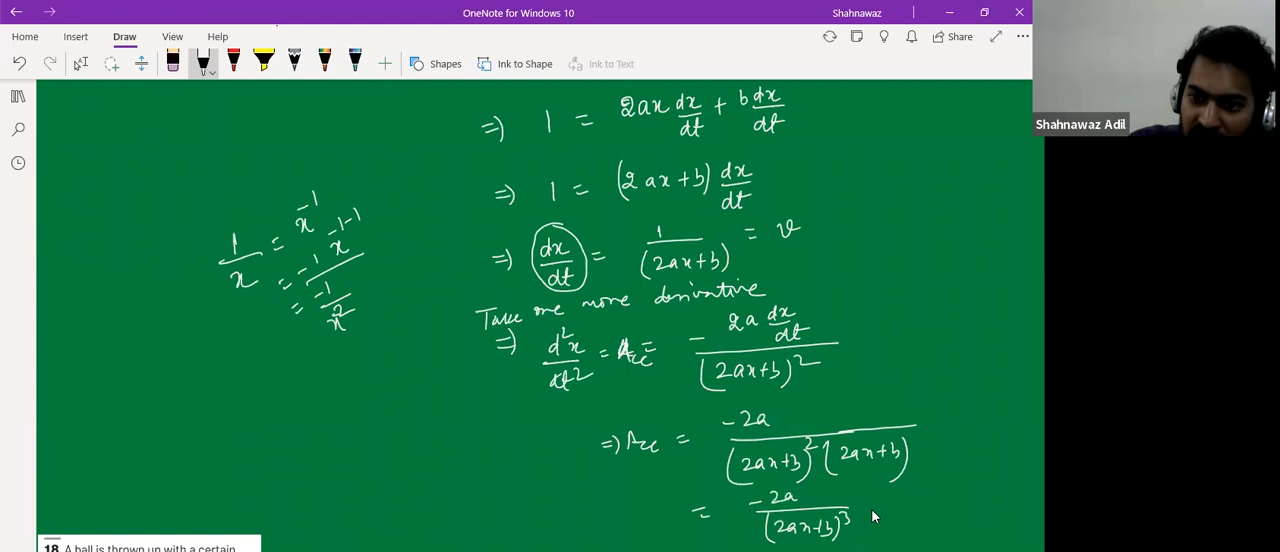 OneNote for Windows 10
Shahnawaz
Home Insert Draw View Help
Share
Shapes Ink to Shape Ink to Text
Shahnawaz Adil
⇒ 1 = 2ax dx/dt + b dx/dt
⇒ 1 = (2ax+b) dx/dt
⇒ dx/dt = 1/(2ax+b) = v
Take one more derivative
⇒ d²x/dt² = Acc = - 2a dx/dt / (2ax+b)²
⇒ Acc = -2a / (2ax+b)² (2ax+b)
= -2a / (2ax+b)³
1/x = x⁻¹
= -1 x⁻¹⁻¹
= -1/x²
18. A ball is thrown up with a certain